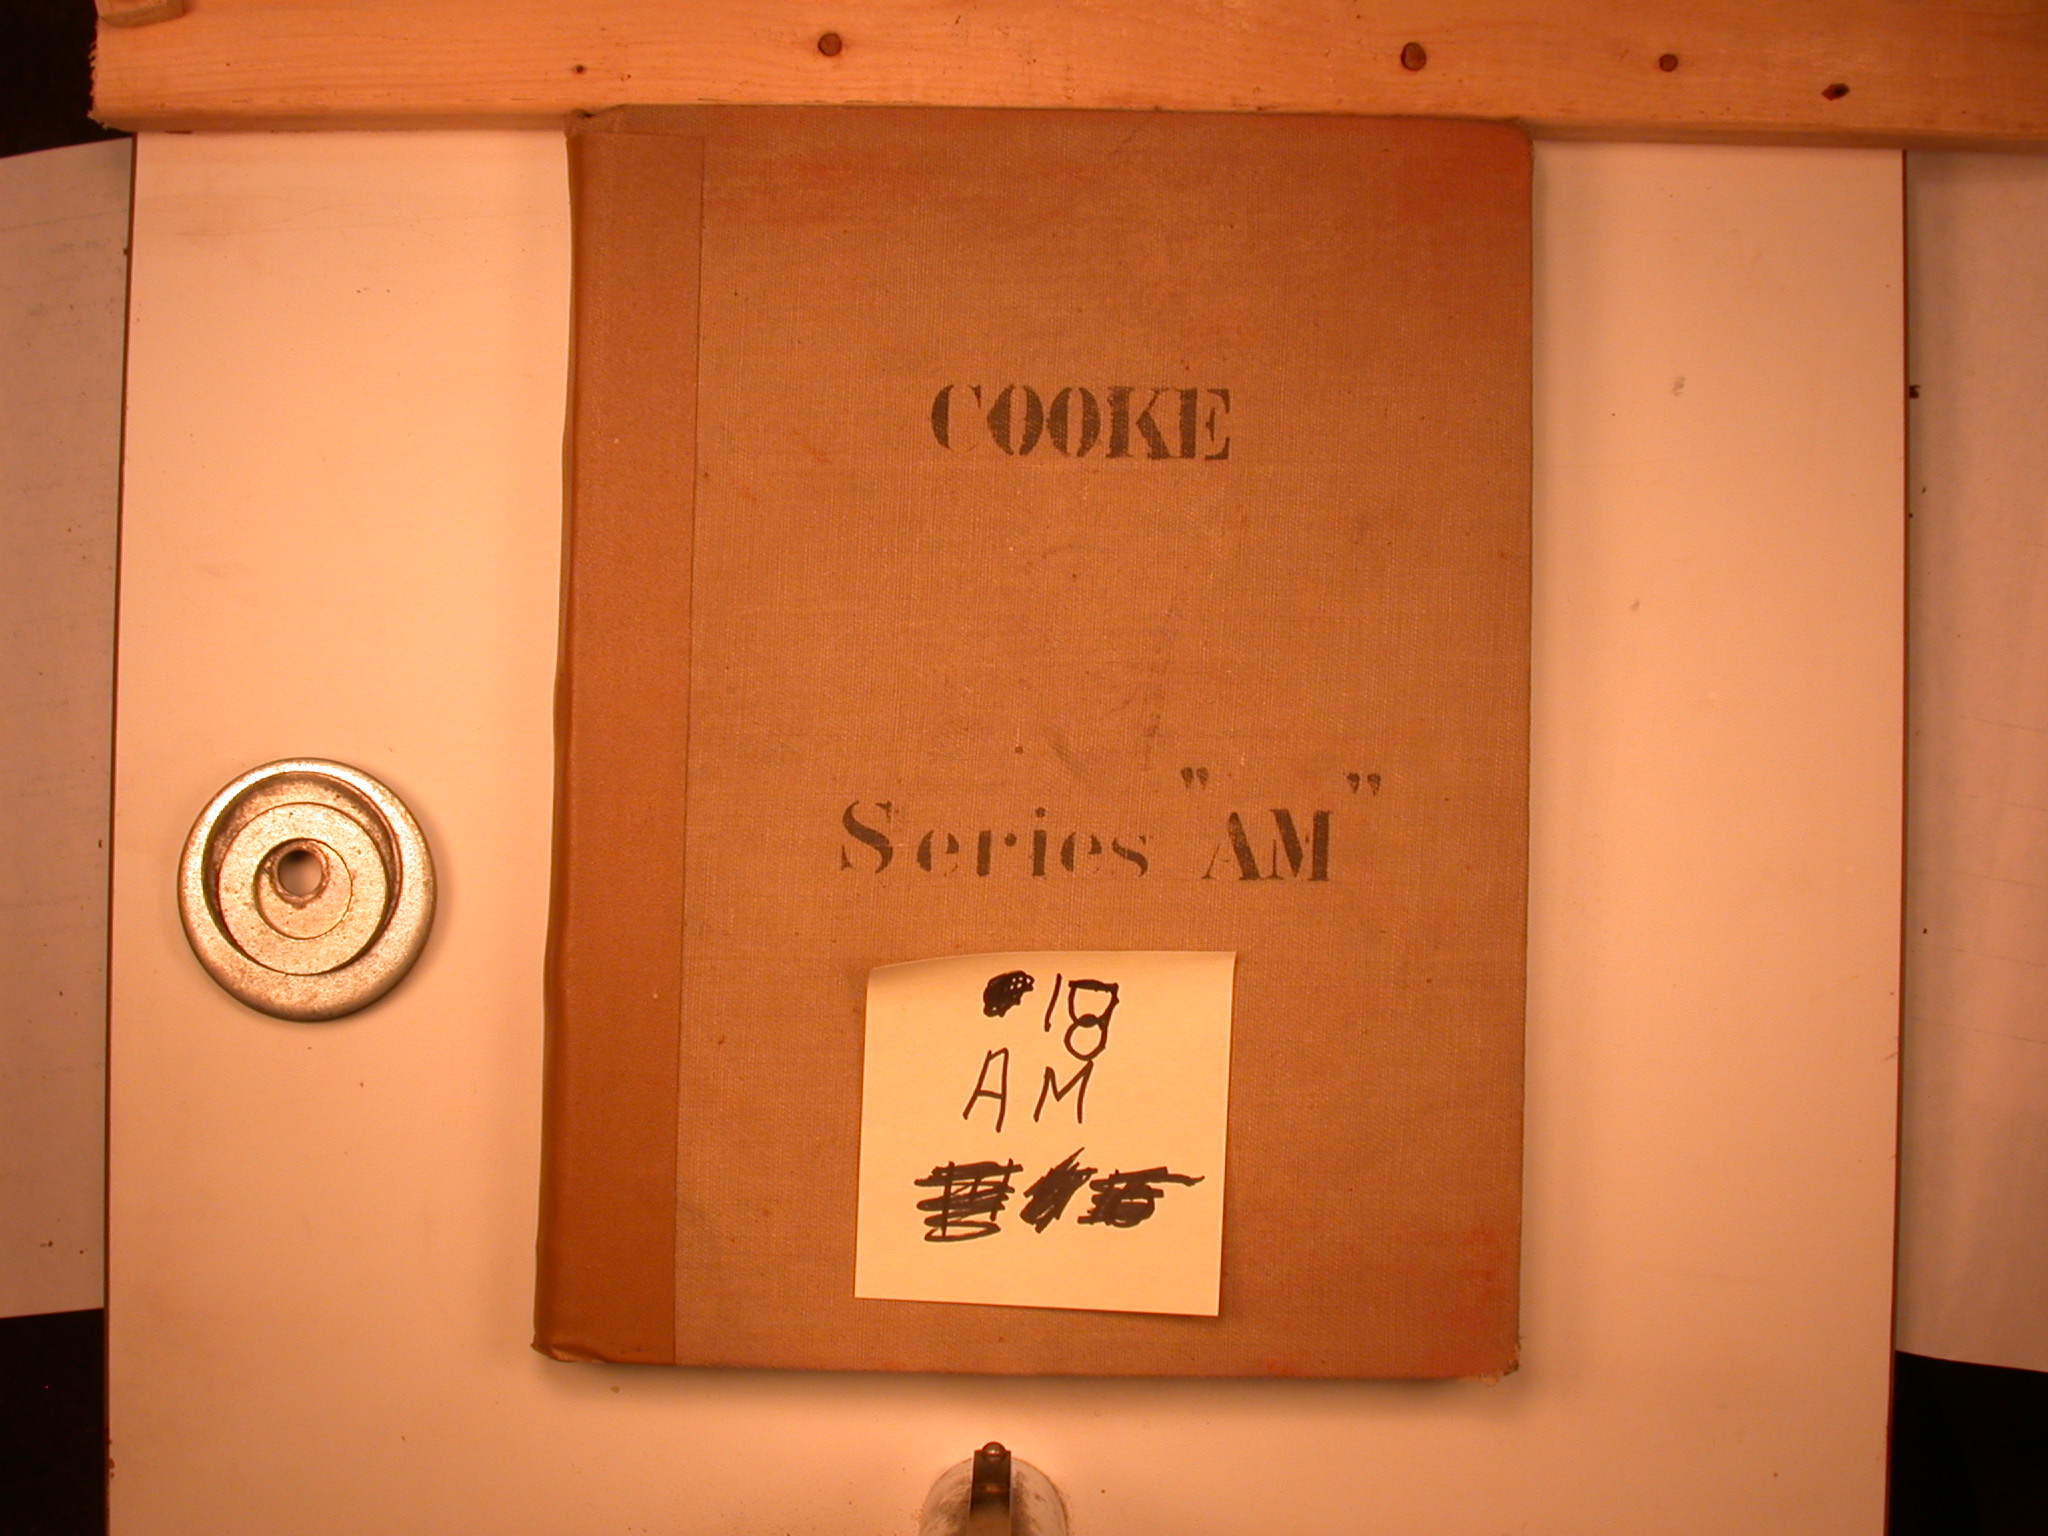 COOKE
Series "AM"
18
AM